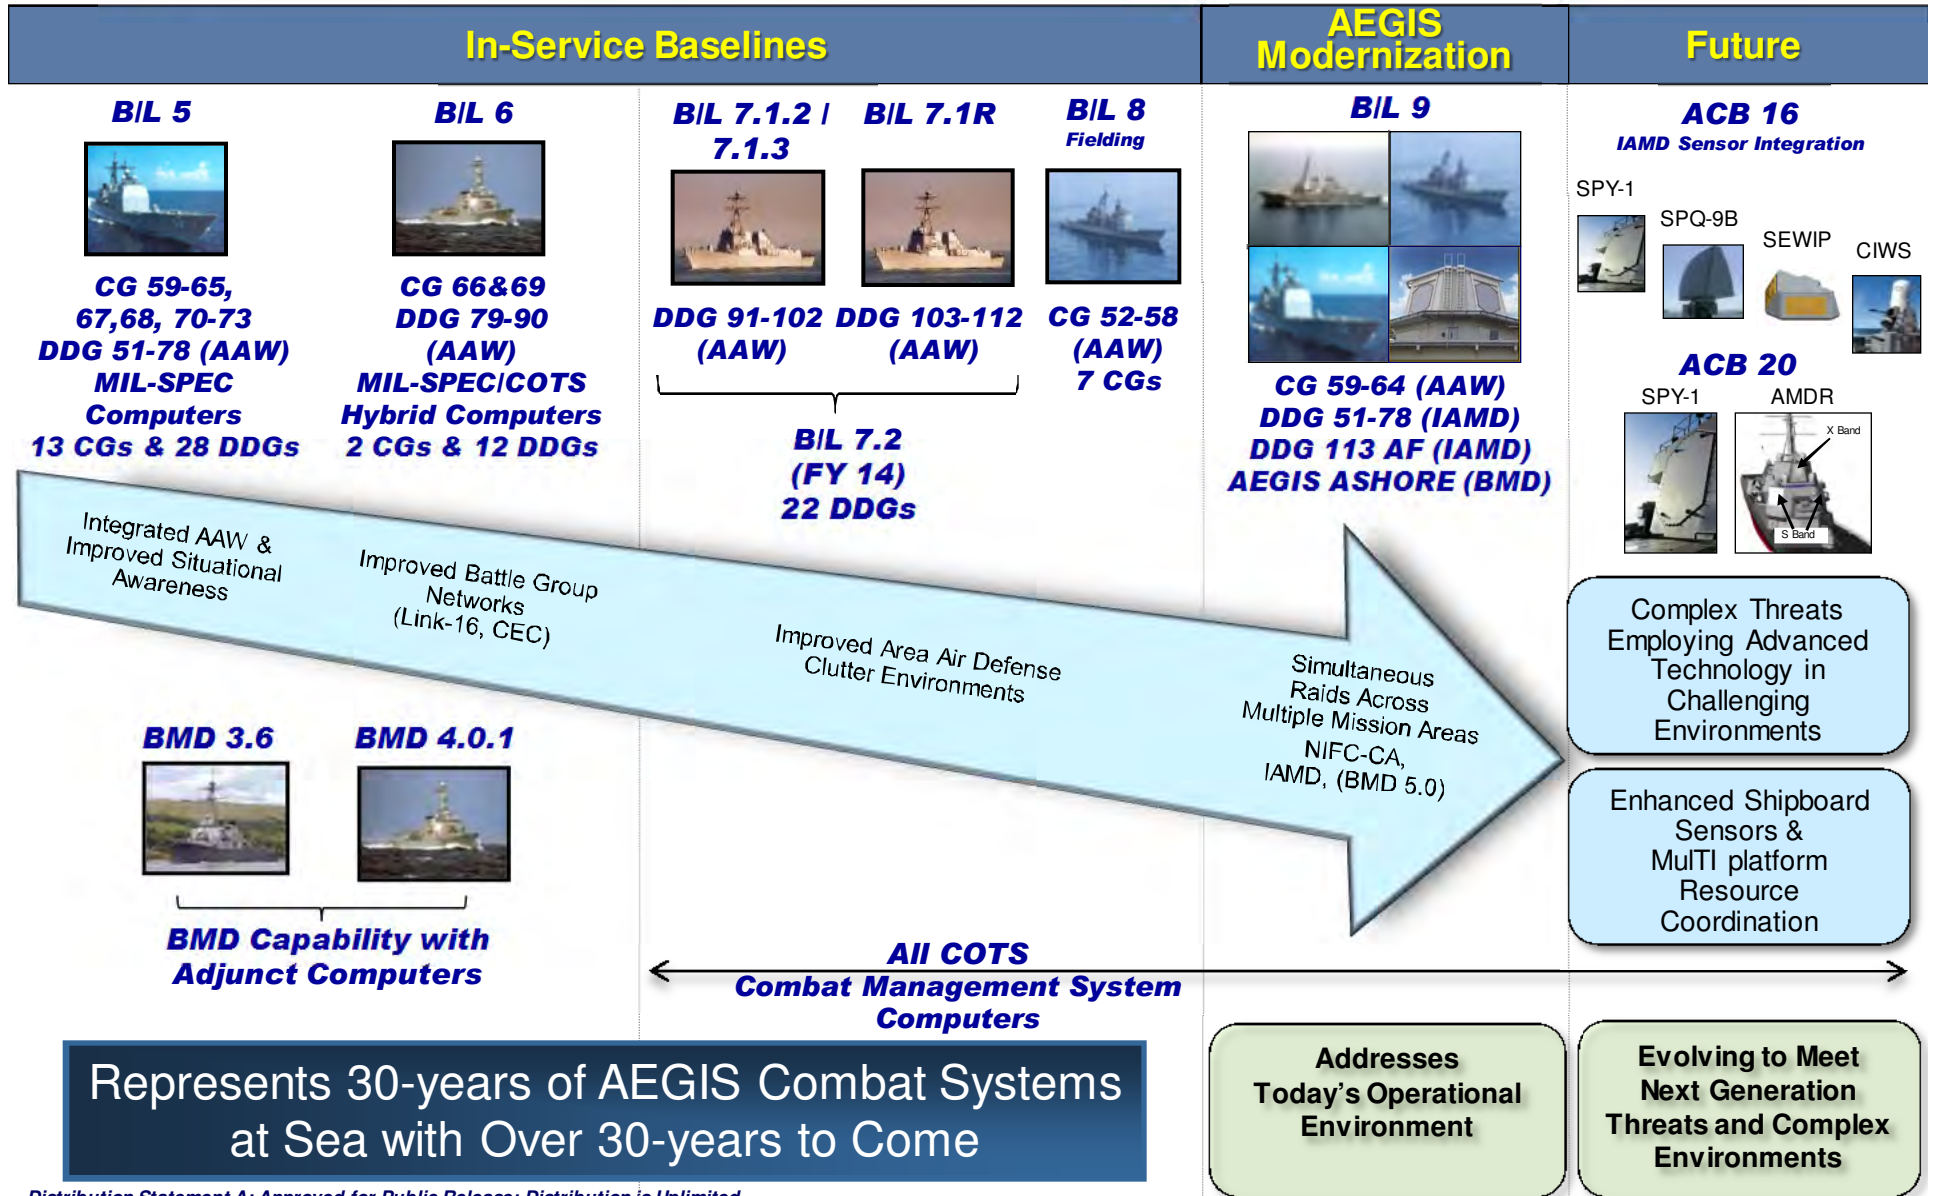 In-Service Baselines
AEGIS
Modernization
Future
B/L 5
CG 59-65,
67,68, 70-73
DDG 51-78 (AAW)
MIL-SPEC
Computers
13 CGs & 28 DDGs
B/L 6
CG 66&69
DDG 79-90
(AAW)
MIL-SPEC/COTS
Hybrid Computers
2 CGs & 12 DDGs
B/L 7.1.2 /
7.1.3
DDG 91-102
(AAW)
B/L 7.1R
DDG 103-112
(AAW)
B/L 7.2
(FY 14)
22 DDGs
B/L 8
Fielding
CG 52-58
(AAW)
7 CGs
B/L 9
CG 59-64 (AAW)
DDG 51-78 (IAMD)
DDG 113 AF (IAMD)
AEGIS ASHORE (BMD)
ACB 16
IAMD Sensor Integration
SPY-1
SPQ-9B
SEWIP
CIWS
ACB 20
SPY-1
AMDR
X Band
S Band
Integrated AAW &
Improved Situational
Awareness
Improved Battle Group
Networks
(Link-16, CEC)
Improved Area Air Defense
Clutter Environments
Simultaneous
Raids Across
Multiple Mission Areas
NIFC-CA,
IAMD, (BMD 5.0)
Complex Threats
Employing Advanced
Technology in
Challenging
Environments
Enhanced Shipboard
Sensors &
MulTI platform
Resource
Coordination
BMD 3.6
BMD 4.0.1
BMD Capability with
Adjunct Computers
All COTS
Combat Management System
Computers
Represents 30-years of AEGIS Combat Systems
at Sea with Over 30-years to Come
Addresses
Today's Operational
Environment
Evolving to Meet
Next Generation
Threats and Complex
Environments
Distribution Statement A: Approved for Public Release; Distribution is Unlimited